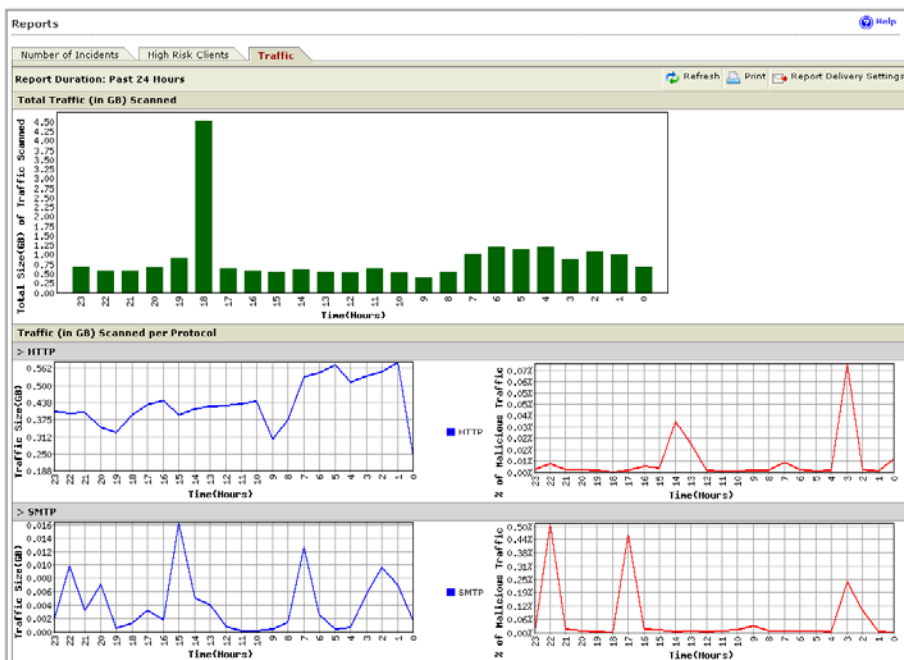 Reports
Help
Number of Incidents
High Risk Clients
Traffic
Report Duration: Past 24 Hours
Refresh
Print
Report Delivery Settings
Total Traffic (in GB) Scanned
Total Size(GB) of Traffic Scanned
4.50
4.25
4.00
3.75
3.50
3.25
3.00
2.75
2.50
2.25
2.00
1.75
1.50
1.25
1.00
0.75
0.50
0.25
0.00
23 22 21 20 19 18 17 16 15 14 13 12 11 10 9 8 7 6 5 4 3 2 1 0
Time(Hours)
Traffic (in GB) Scanned per Protocol
> HTTP
Traffic Size(GB)
0.562
0.500
0.438
0.375
0.312
0.250
0.188
23 22 21 20 19 18 17 16 15 14 13 12 11 10 9 8 7 6 5 4 3 2 1 0
Time(Hours)
HTTP
% of Malicious Traffic
0.07%
0.06%
0.05%
0.04%
0.03%
0.02%
0.02%
0.01%
0.00%
23 22 21 20 19 18 17 16 15 14 13 12 11 10 9 8 7 6 5 4 3 2 1 0
Time(Hours)
> SMTP
Traffic Size(GB)
0.016
0.014
0.012
0.010
0.008
0.006
0.004
0.002
0.000
23 22 21 20 19 18 17 16 15 14 13 12 11 10 9 8 7 6 5 4 3 2 1 0
Time(Hours)
SMTP
% of Malicious Traffic
0.50%
0.44%
0.37%
0.31%
0.25%
0.19%
0.12%
0.06%
0.00%
23 22 21 20 19 18 17 16 15 14 13 12 11 10 9 8 7 6 5 4 3 2 1 0
Time(Hours)